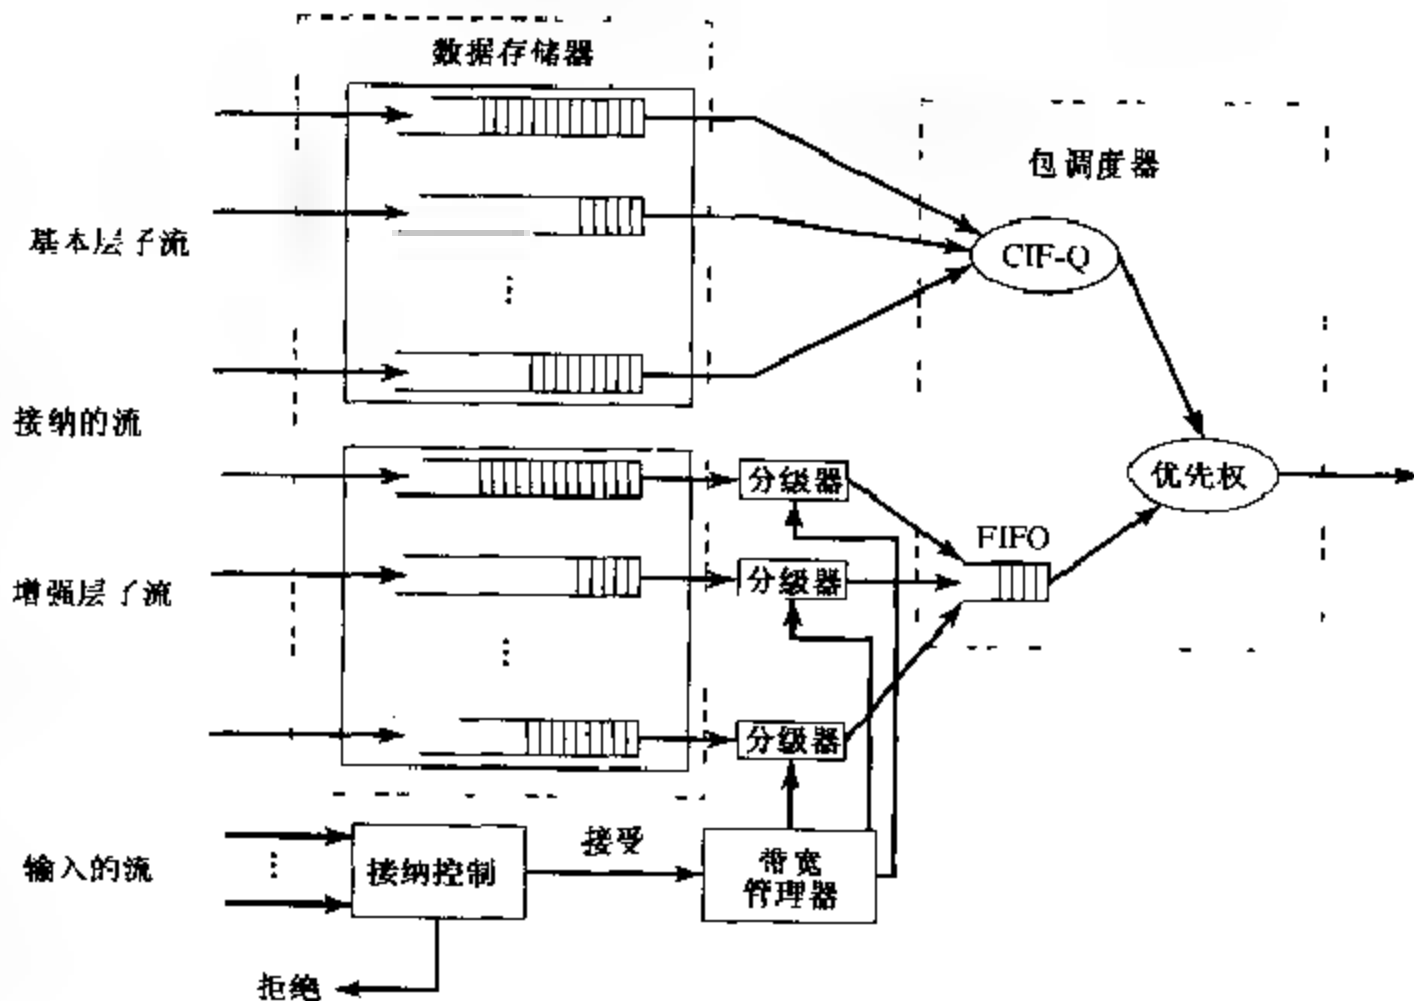 数据存储器
包调度器
基本层子流
CIF-Q
接纳的流
分级器
优先权
FIFO
增强层子流
分级器
分级器
输入的流
接纳控制
接受
带宽
管理器
拒绝